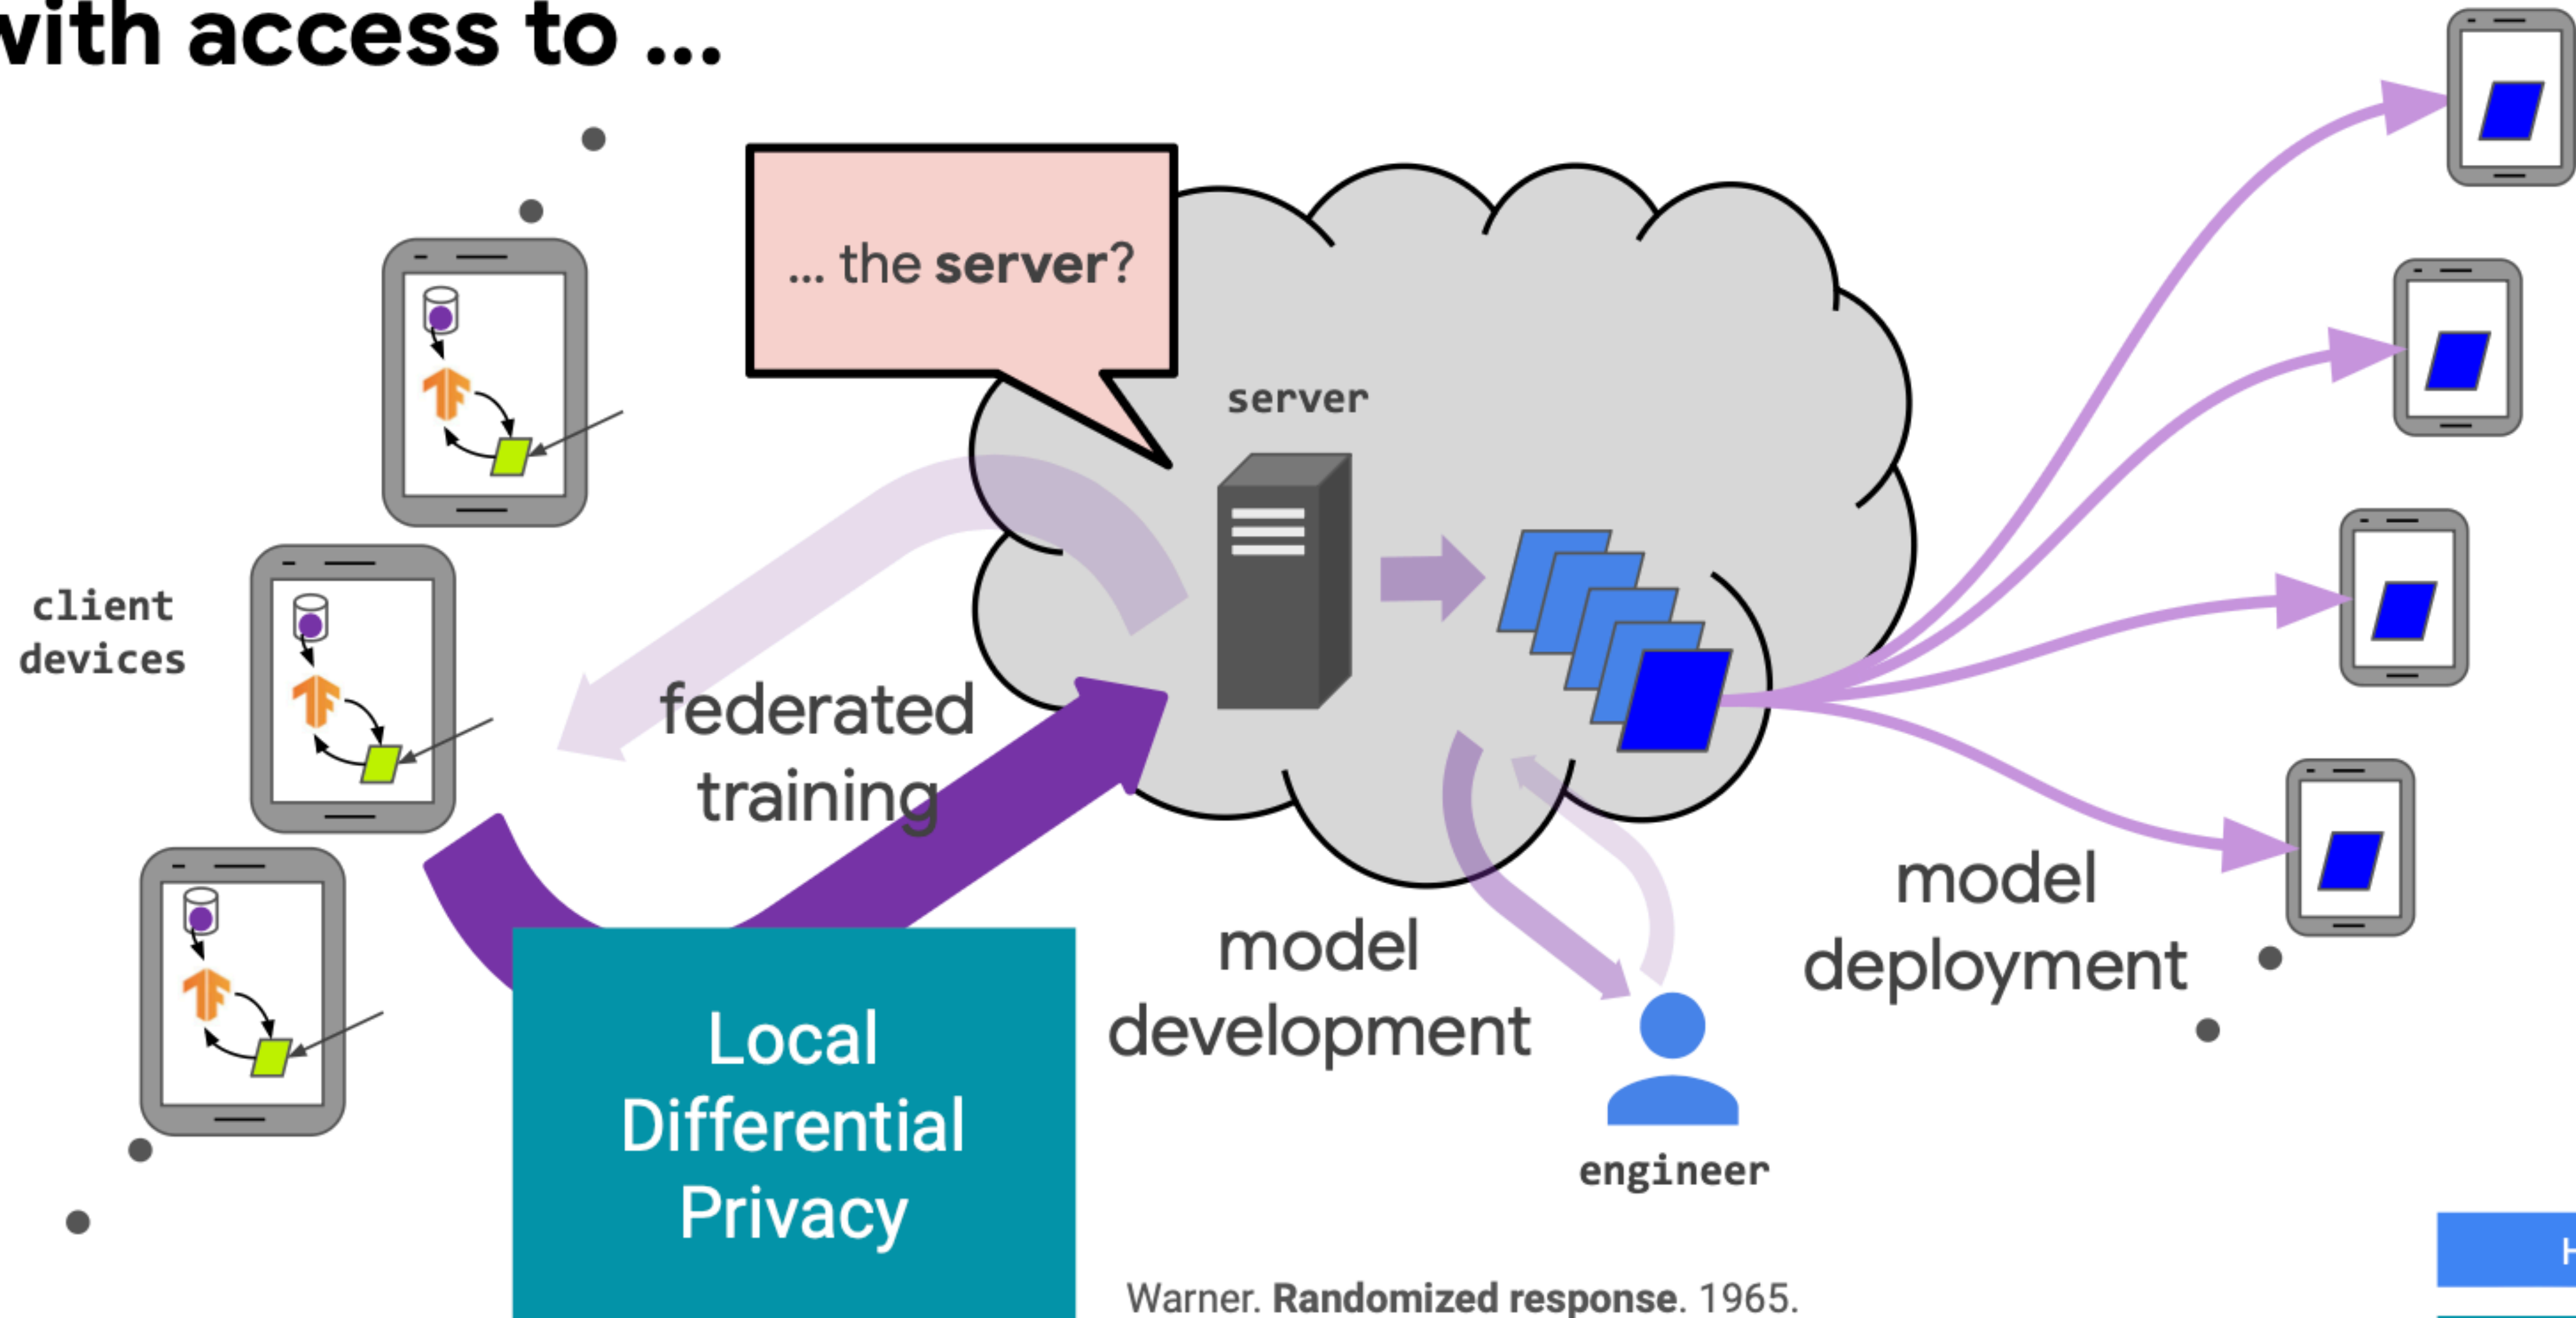 with access to ...
... the server?
server
client
devices
federated
training
model
development
model
deployment
Local
Differential
Privacy
engineer
Warner. Randomized response. 1965.